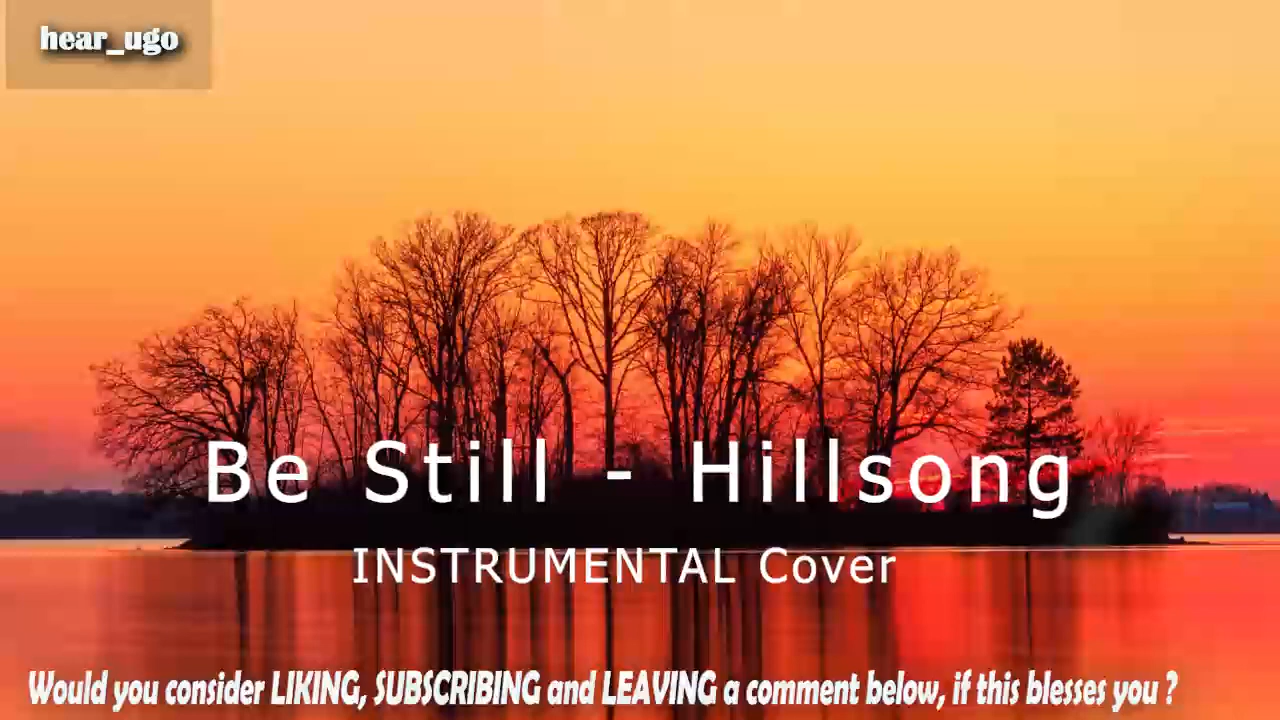 hear_ugo
Be Still - Hillsong
INSTRUMENTAL Cover
Would you consider LIKING, SUBSCRIBING and LEAVING a comment below, if this blesses you ?